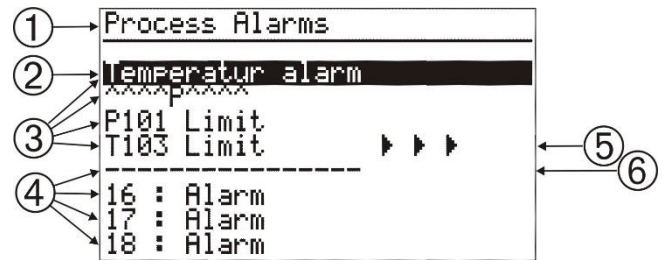 ① Process Alarms
② Temperatur alarm
^^^^p^^^^
P101 Limit
③ T103 Limit ▶ ▶ ▶ ⑤
---------------- ⑥
④ 16 : Alarm
17 : Alarm
18 : Alarm